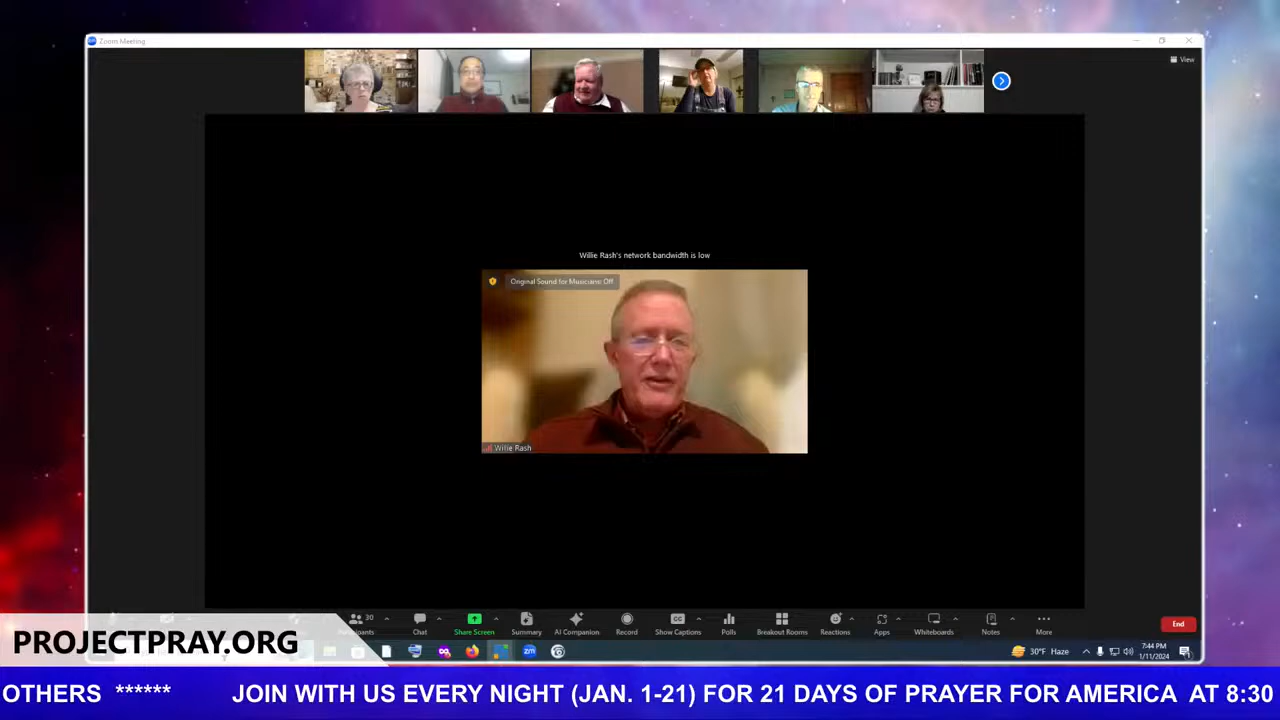 Zoom Meeting
View
Willie Rash's network bandwidth is low
Original Sound for Musicians: Off
Willie Rash
30
Participants
Chat
Share Screen
Summary
AI Companion
Record
CC
Show Captions
Polls
Breakout Rooms
Reactions
Apps
Whiteboards
Notes
More
End
PROJECTPRAY.ORG
zm
30°F Haze
7:44 PM
1/11/2024
OTHERS ****** JOIN WITH US EVERY NIGHT (JAN. 1-21) FOR 21 DAYS OF PRAYER FOR AMERICA AT 8:30